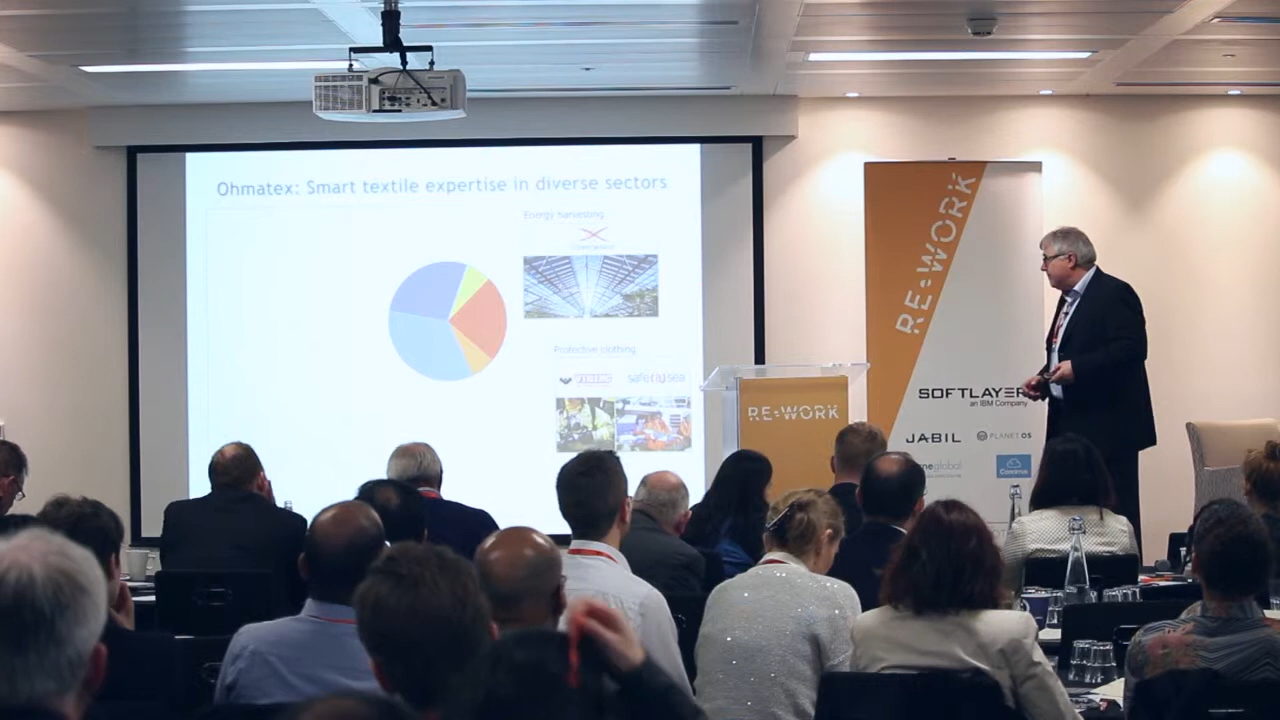 Ohmatex: Smart textile expertise in diverse sectors
Energy harvesting:
Protective clothing:
VIKING
safe@sea
RE•WORK
RE•WORK
SOFTLAYER
an IBM Company
JABIL
PLANET OS